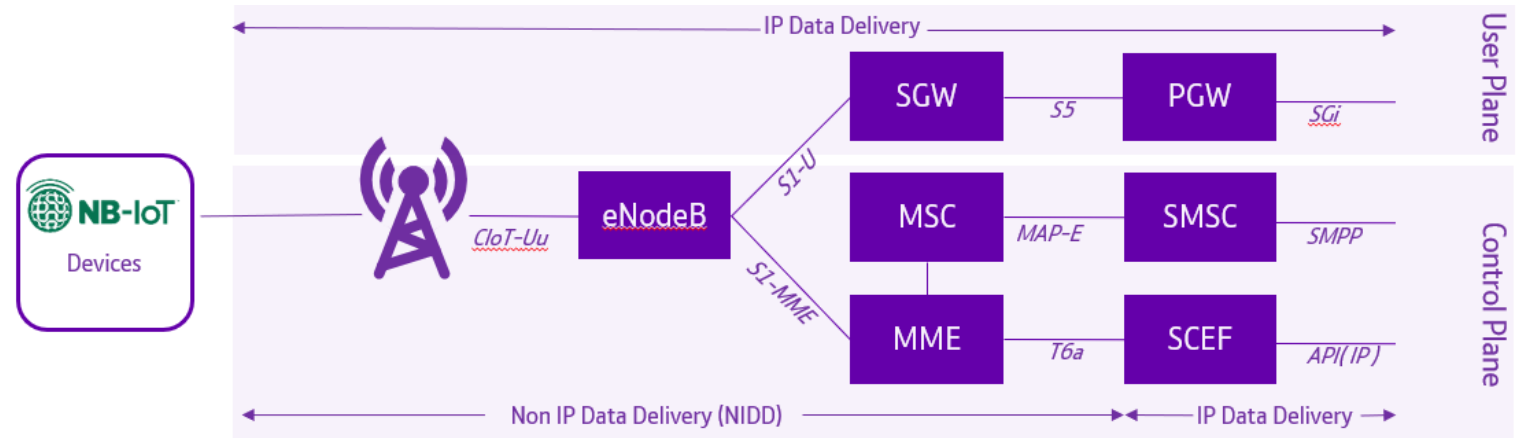 IP Data Delivery
User Plane
SGW
S5
PGW
SGi
S1-U
NB-IoT
Devices
CIoT-Uu
eNodeB
S1-MME
MSC
MAP-E
SMSC
SMPP
MME
T6a
SCEF
API( IP )
Control Plane
Non IP Data Delivery (NIDD)
IP Data Delivery